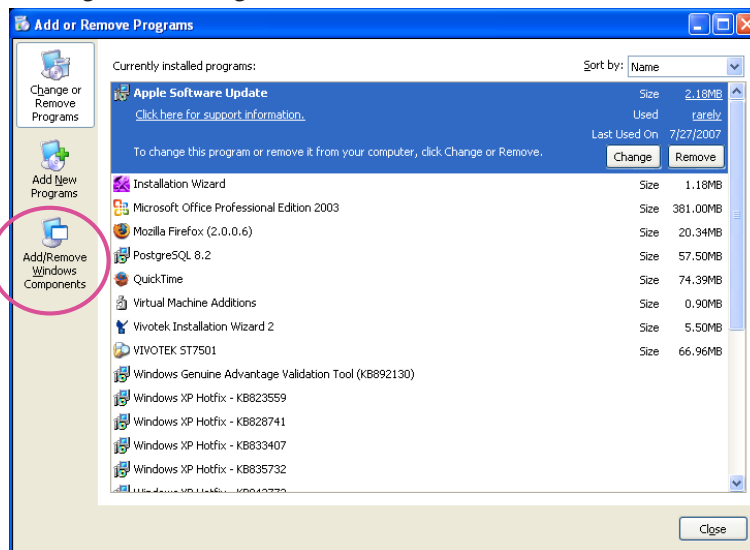 Add or Remove Programs
Change or
Remove
Programs
Add New
Programs
Add/Remove
Windows
Components
Currently installed programs:
Sort by: Name
Apple Software Update Size 2.18MB
Click here for support information. Used rarely
Last Used On 7/27/2007
To change this program or remove it from your computer, click Change or Remove. Change Remove
Installation Wizard Size 1.18MB
Microsoft Office Professional Edition 2003 Size 381.00MB
Mozilla Firefox (2.0.0.6) Size 20.34MB
PostgreSQL 8.2 Size 57.50MB
QuickTime Size 74.39MB
Virtual Machine Additions Size 0.90MB
Vivotek Installation Wizard 2 Size 5.50MB
VIVOTEK ST7501 Size 66.96MB
Windows Genuine Advantage Validation Tool (KB892130)
Windows XP Hotfix - KB823559
Windows XP Hotfix - KB828741
Windows XP Hotfix - KB833407
Windows XP Hotfix - KB835732
Close